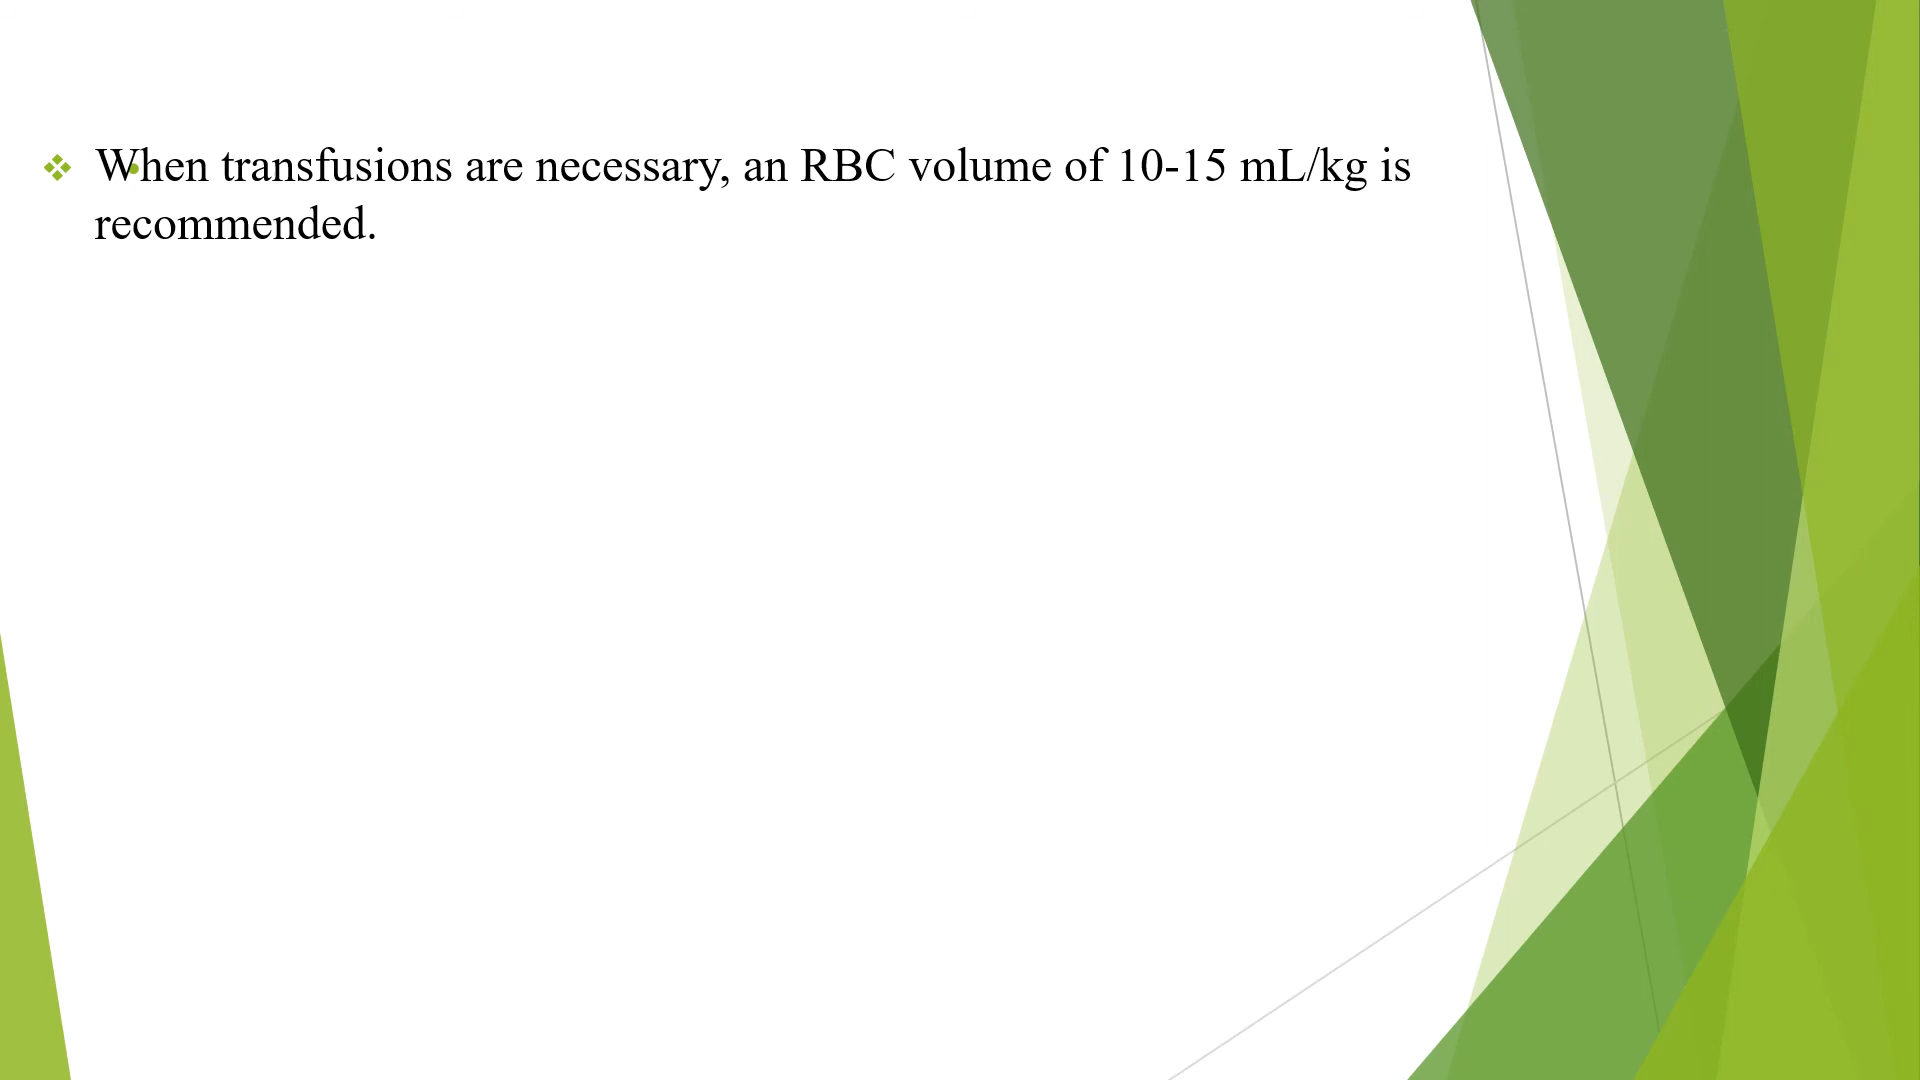 When transfusions are necessary, an RBC volume of 10-15 mL/kg is
recommended.